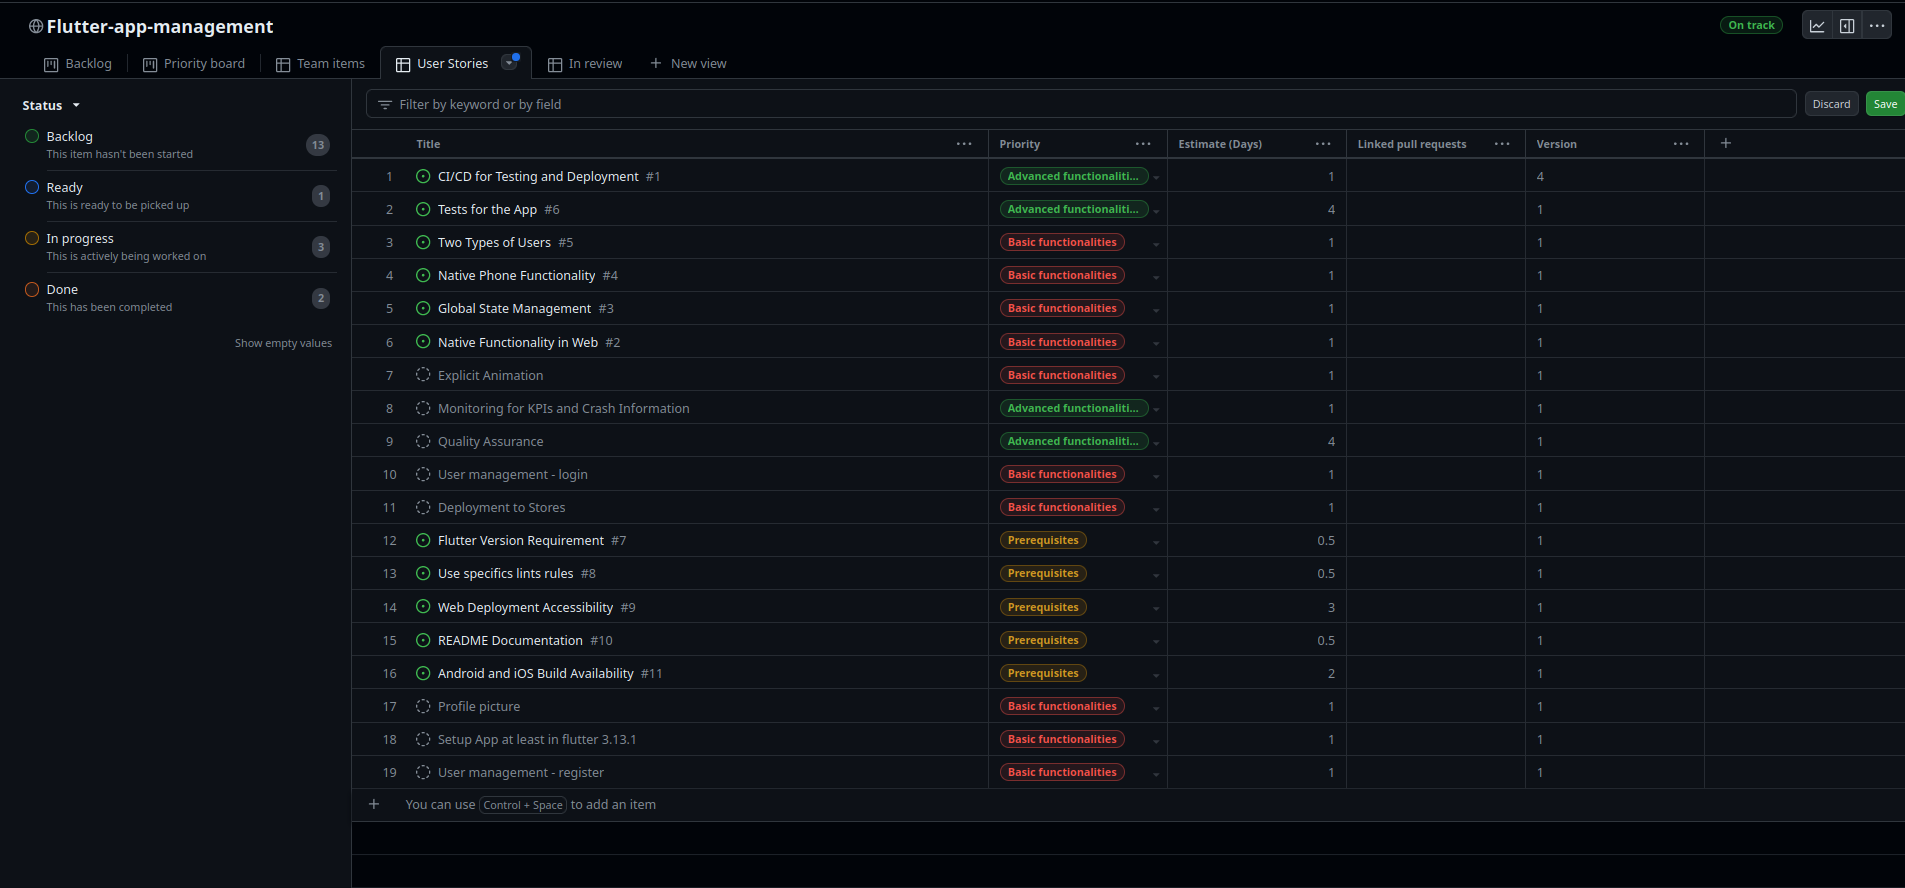 Flutter-app-management
On track
Backlog
Priority board
Team items
User Stories
In review
New view
Status
Backlog
This item hasn't been started
13
Ready
This is ready to be picked up
1
In progress
This is actively being worked on
3
Done
This has been completed
2
Show empty values
Filter by keyword or by field
Discard
Save
Title Priority Estimate (Days) Linked pull requests Version
1 CI/CD for Testing and Deployment #1 Advanced functionaliti... 1 4
2 Tests for the App #6 Advanced functionaliti... 4 1
3 Two Types of Users #5 Basic functionalities 1 1
4 Native Phone Functionality #4 Basic functionalities 1 1
5 Global State Management #3 Basic functionalities 1 1
6 Native Functionality in Web #2 Basic functionalities 1 1
7 Explicit Animation Basic functionalities 1 1
8 Monitoring for KPIs and Crash Information Advanced functionaliti... 1 1
9 Quality Assurance Advanced functionaliti... 4 1
10 User management - login Basic functionalities 1 1
11 Deployment to Stores Basic functionalities 1 1
12 Flutter Version Requirement #7 Prerequisites 0.5 1
13 Use specifics lints rules #8 Prerequisites 0.5 1
14 Web Deployment Accessibility #9 Prerequisites 3 1
15 README Documentation #10 Prerequisites 0.5 1
16 Android and iOS Build Availability #11 Prerequisites 2 1
17 Profile picture Basic functionalities 1 1
18 Setup App at least in flutter 3.13.1 Basic functionalities 1 1
19 User management - register Basic functionalities 1 1
You can use Control + Space to add an item